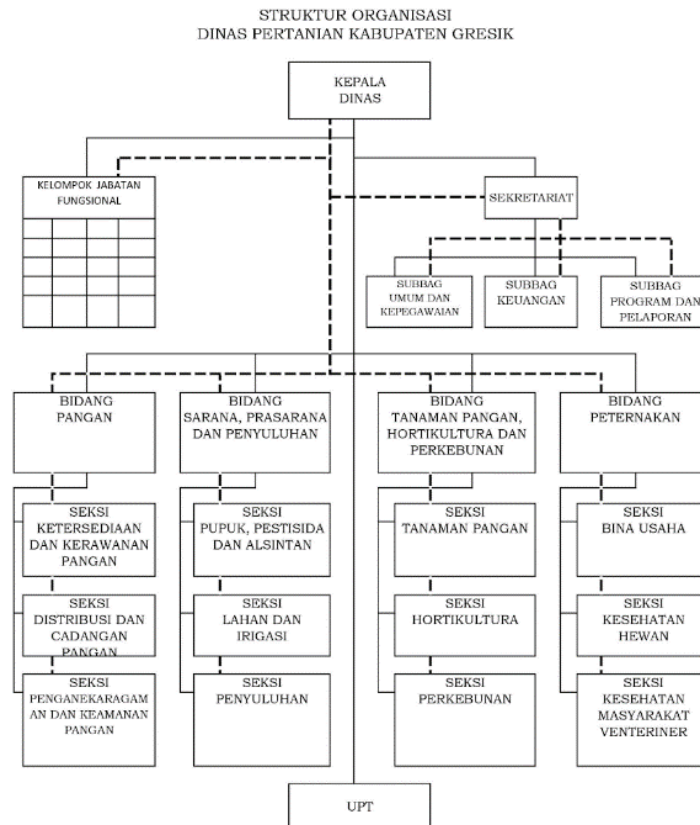 STRUKTUR ORGANISASI
DINAS PERTANIAN KABUPATEN GRESIK
KEPALA
DINAS
KELOMPOK JABATAN
FUNGSIONAL
SEKRETARIAT
SUBBAG
UMUM DAN
KEPEGAWAIAN
SUBBAG
KEUANGAN
SUBBAG
PROGRAM DAN
PELAPORAN
BIDANG
PANGAN
BIDANG
SARANA, PRASARANA
DAN PENYULUHAN
BIDANG
TANAMAN PANGAN,
HORTIKULTURA DAN
PERKEBUNAN
BIDANG
PETERNAKAN
SEKSI
KETERSEDIAAN
DAN KERAWANAN
PANGAN
SEKSI
PUPUK, PESTISIDA
DAN ALSINTAN
SEKSI
TANAMAN PANGAN
SEKSI
BINA USAHA
SEKSI
DISTRIBUSI DAN
CADANGAN
PANGAN
SEKSI
LAHAN DAN
IRIGASI
SEKSI
HORTIKULTURA
SEKSI
KESEHATAN
HEWAN
SEKSI
PENGANEKARAGAM
AN DAN KEAMANAN
PANGAN
SEKSI
PENYULUHAN
SEKSI
PERKEBUNAN
SEKSI
KESEHATAN
MASYARAKAT
VENTERINER
UPT